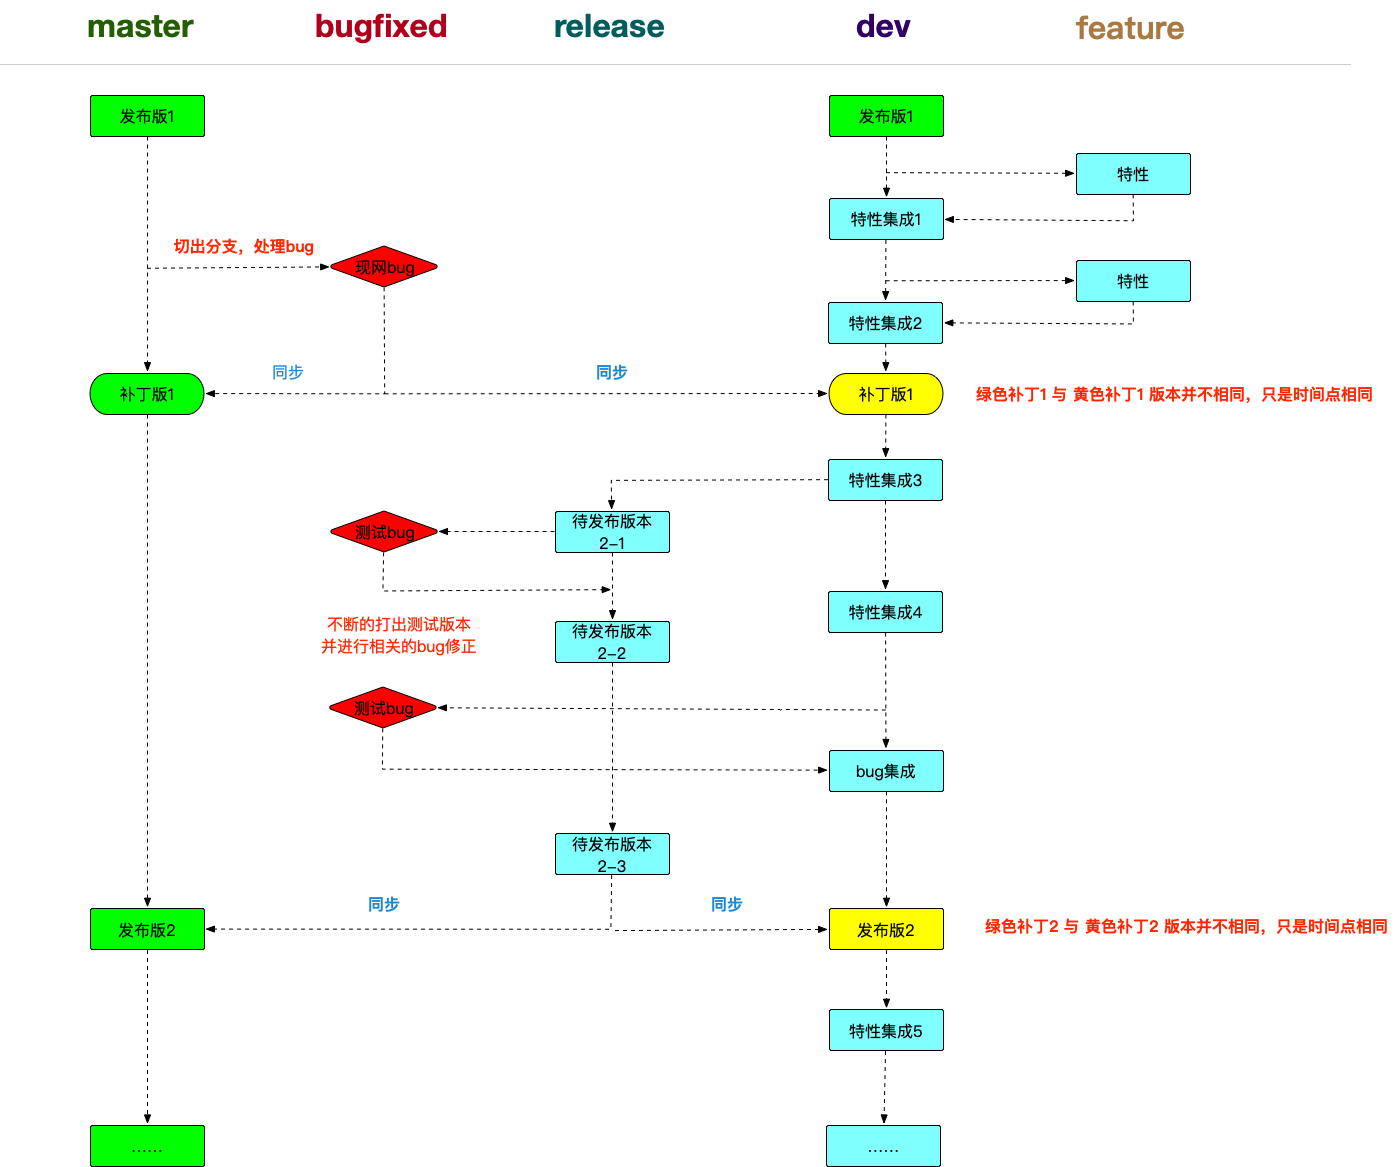 master
bugfixed
release
dev
feature
发布版1
发布版1
特性
特性集成1
切出分支，处理bug
现网bug
特性
特性集成2
同步
同步
补丁版1
补丁版1
绿色补丁1 与 黄色补丁1 版本并不相同，只是时间点相同
特性集成3
测试bug
待发布版本
2-1
特性集成4
不断的打出测试版本
并进行相关的bug修正
待发布版本
2-2
测试bug
bug集成
待发布版本
2-3
同步
同步
发布版2
发布版2
绿色补丁2 与 黄色补丁2 版本并不相同，只是时间点相同
特性集成5
……
……